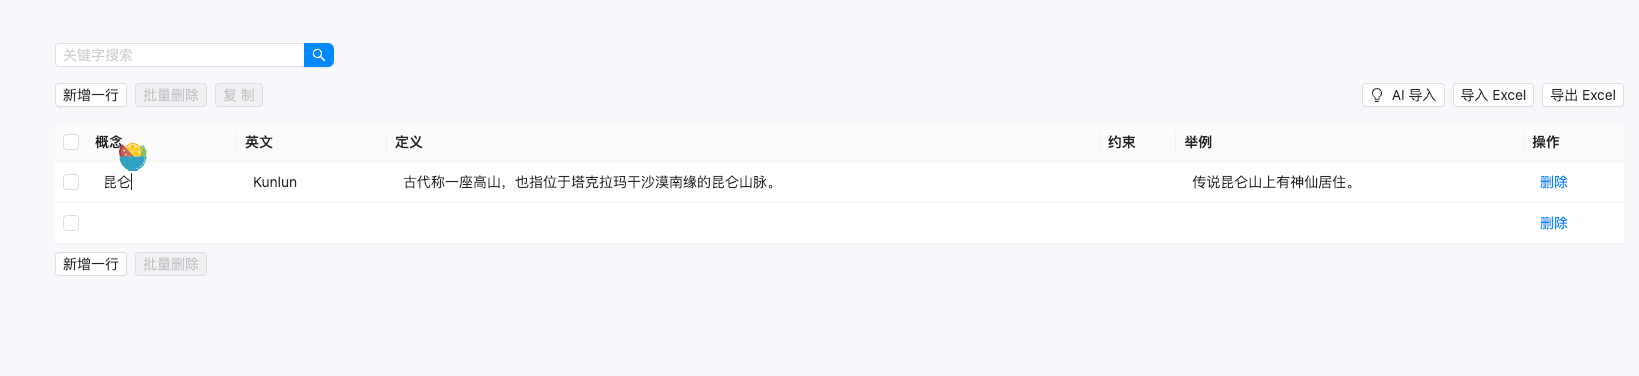 关键字搜索
新增一行 批量删除 复 制 AI 导入 导入 Excel 导出 Excel
概念 英文 定义 约束 举例 操作
昆仑 Kunlun 古代称一座高山，也指位于塔克拉玛干沙漠南缘的昆仑山脉。 传说昆仑山上有神仙居住。 删除
删除
新增一行 批量删除